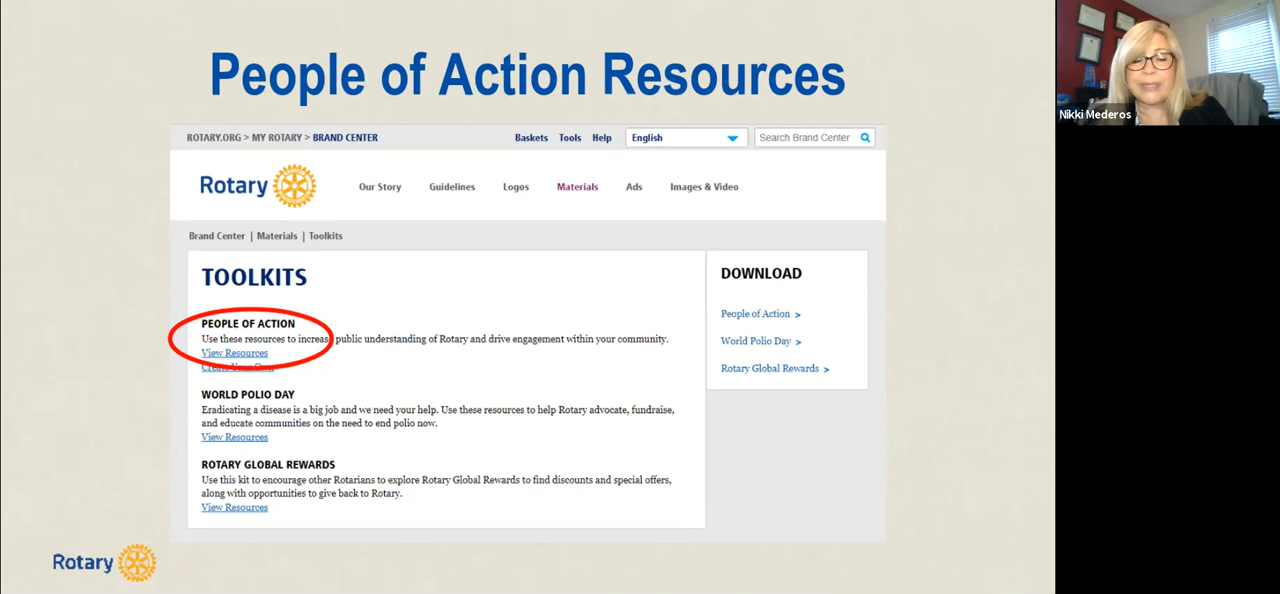 People of Action Resources
Nikki Mederos
ROTARY.ORG > MY ROTARY > BRAND CENTER
Baskets Tools Help English Search Brand Center
Rotary
Our Story Guidelines Logos Materials Ads Images & Video
Brand Center | Materials | Toolkits
TOOLKITS
PEOPLE OF ACTION
Use these resources to increas public understanding of Rotary and drive engagement within your community.
View Resources
Create Your Own
WORLD POLIO DAY
Eradicating a disease is a big job and we need your help. Use these resources to help Rotary advocate, fundraise,
and educate communities on the need to end polio now.
View Resources
ROTARY GLOBAL REWARDS
Use this kit to encourage other Rotarians to explore Rotary Global Rewards to find discounts and special offers,
along with opportunities to give back to Rotary.
View Resources
DOWNLOAD
People of Action >
World Polio Day >
Rotary Global Rewards >
Rotary